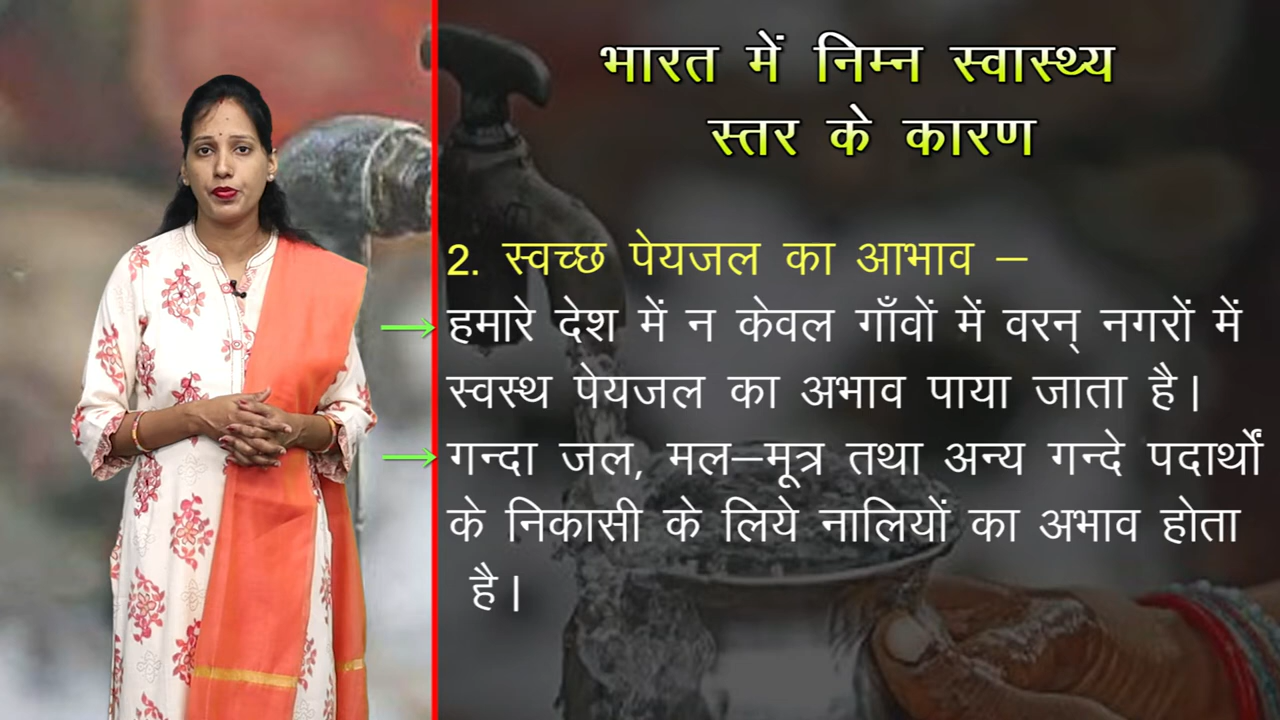 भारत में निम्न स्वास्थ्य
स्तर के कारण
2. स्वच्छ पेयजल का आभाव –
हमारे देश में न केवल गाँवों में वरन् नगरों में
स्वस्थ पेयजल का अभाव पाया जाता है।
गन्दा जल, मल–मूत्र तथा अन्य गन्दे पदार्थों
के निकासी के लिये नालियों का अभाव होता
है।